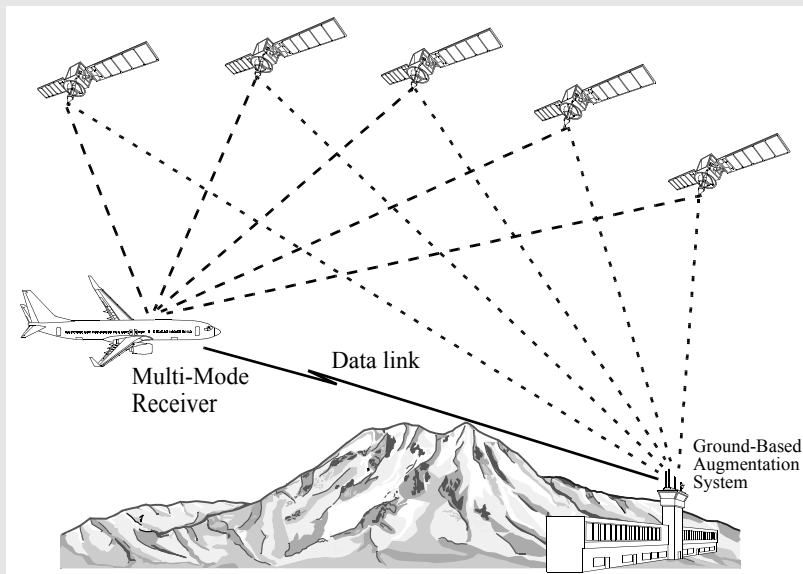 Data link
Multi-Mode
Receiver
Ground-Based
Augmentation
System